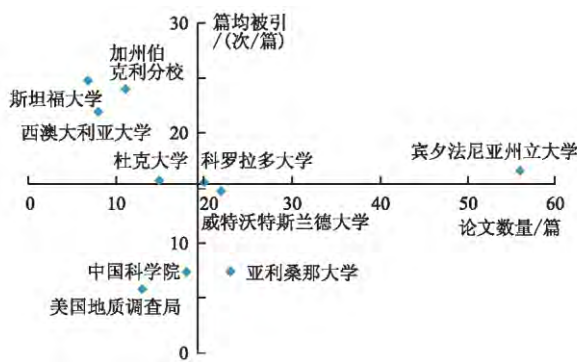 30
篇均被引
/(次/篇)
加州伯
克利分校
斯坦福大学
西澳大利亚大学
20
杜克大学
科罗拉多大学
宾夕法尼亚州立大学
0 10 20 30 40 50 60
威特沃特斯兰德大学
论文数量/篇
10
中国科学院
亚利桑那大学
美国地质调查局
0